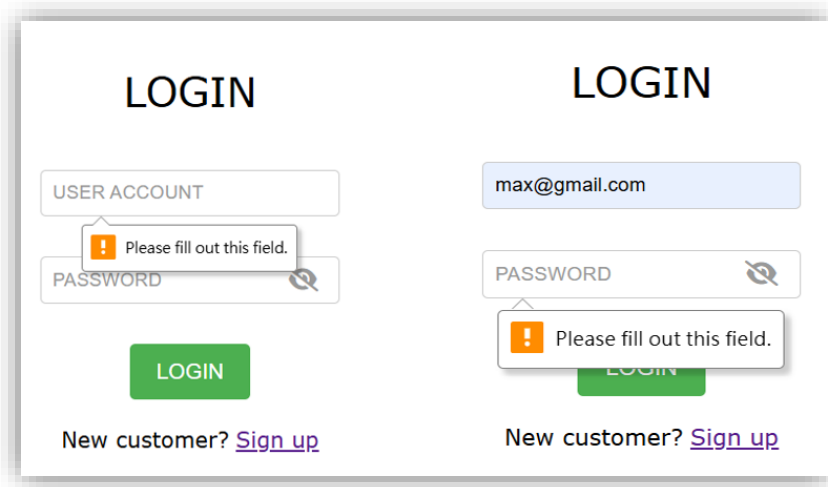 LOGIN
USER ACCOUNT
Please fill out this field.
PASSWORD
LOGIN
New customer? Sign up
LOGIN
max@gmail.com
PASSWORD
Please fill out this field.
LOGIN
New customer? Sign up